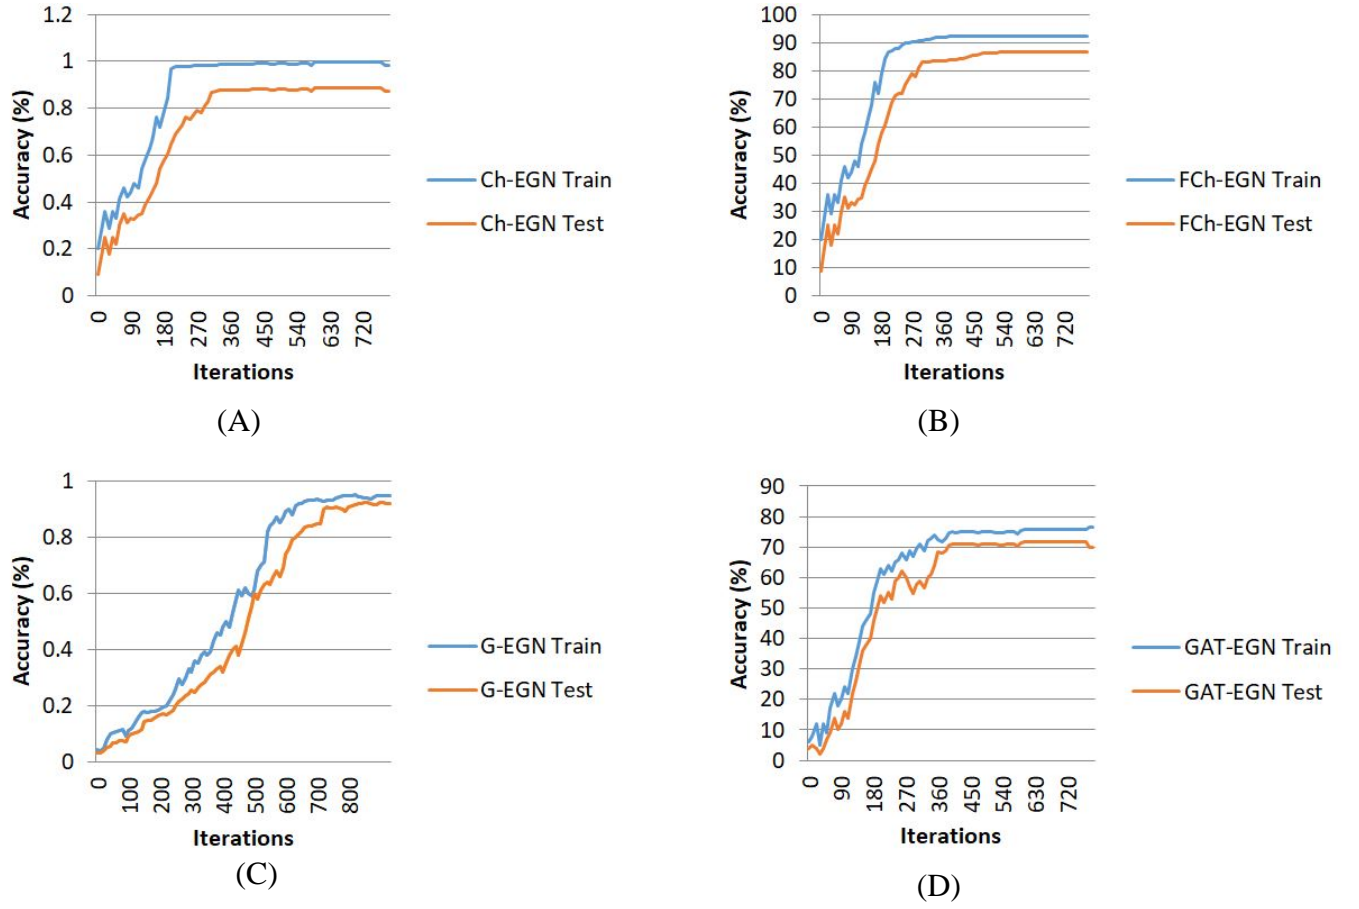 1.2
1
0.8
0.6
0.4
0.2
0
Accuracy (%)
0 90 180 270 360 450 540 630 720
Iterations
Ch-EGN Train
Ch-EGN Test
(A)
100
90
80
70
60
50
40
30
20
10
0
Accuracy (%)
0 90 180 270 360 450 540 630 720
Iterations
FCh-EGN Train
FCh-EGN Test
(B)
1
0.8
0.6
0.4
0.2
0
Accuracy (%)
0 100 200 300 400 500 600 700 800
Iterations
G-EGN Train
G-EGN Test
(C)
90
80
70
60
50
40
30
20
10
0
Accuracy (%)
0 90 180 270 360 450 540 630 720
Iterations
GAT-EGN Train
GAT-EGN Test
(D)